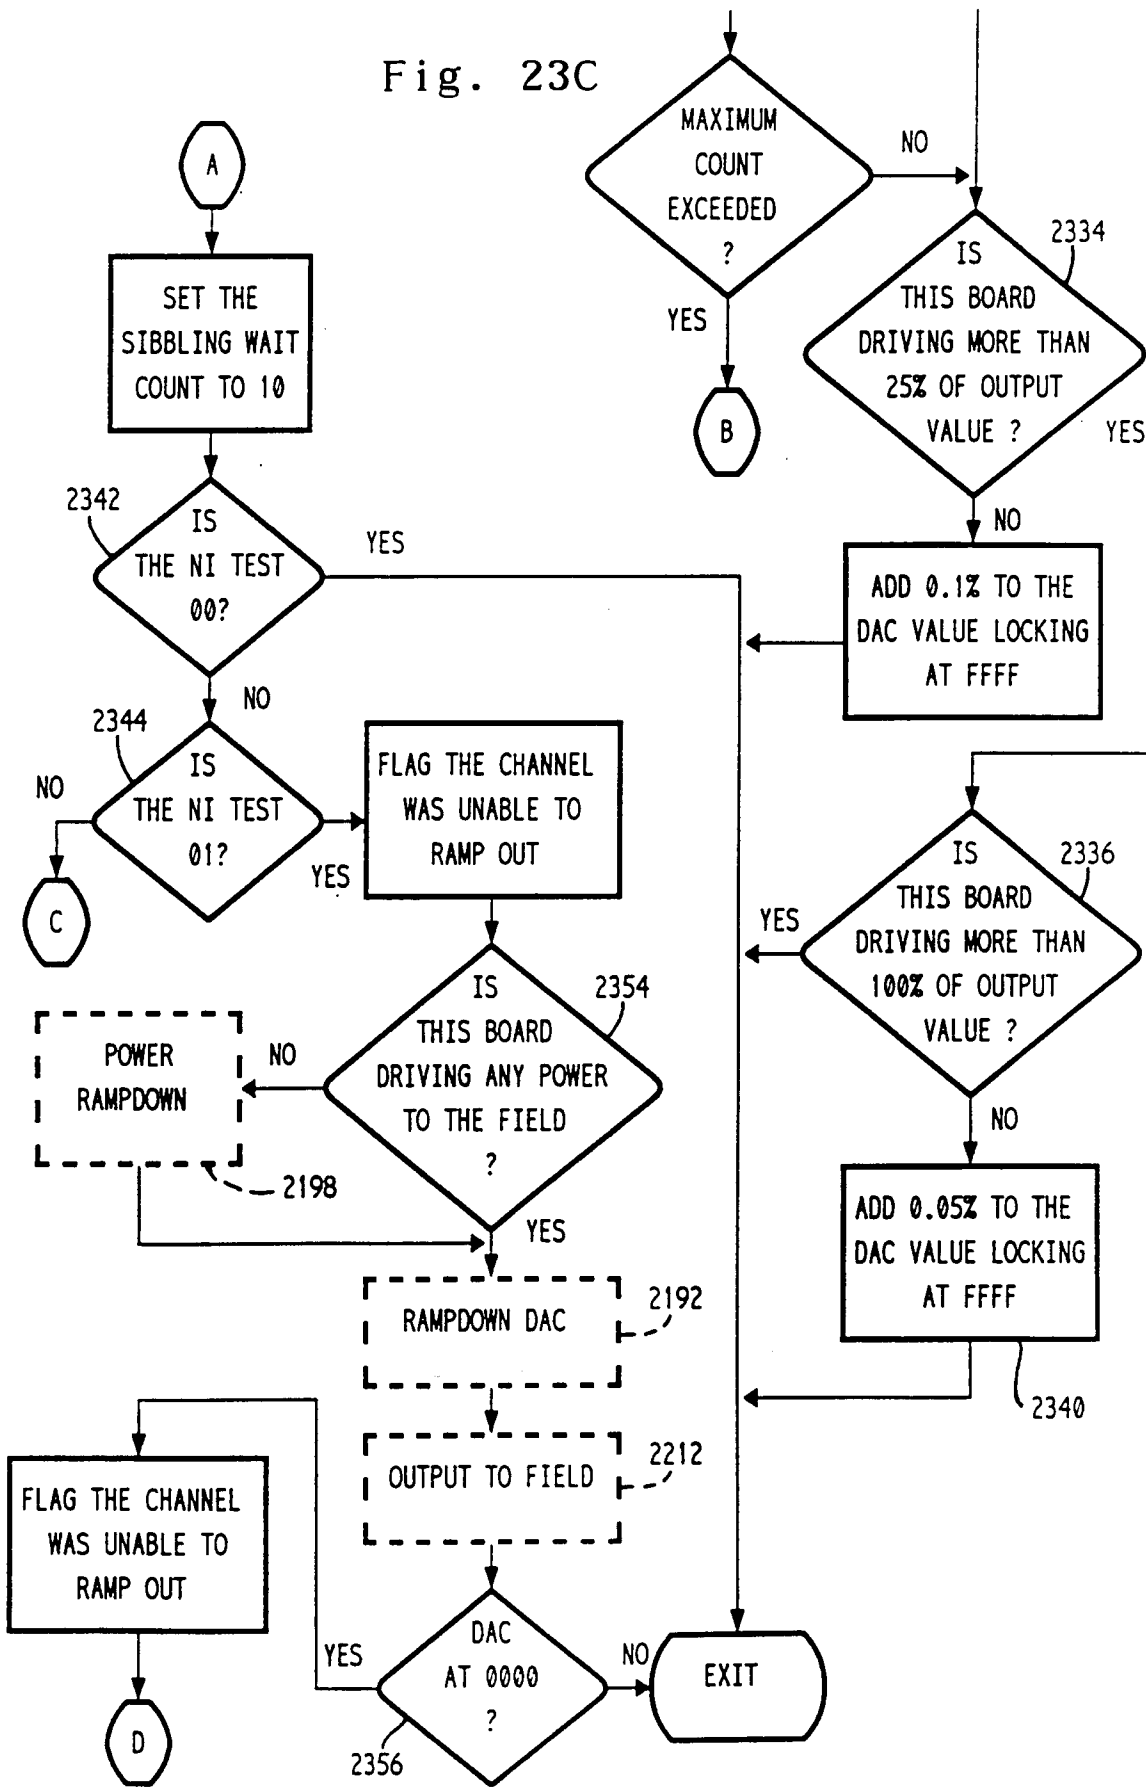 Fig. 23C
A
SET THE
SIBBLING WAIT
COUNT TO 10
2342
IS
THE NI TEST
00?
YES
NO
2344
IS
THE NI TEST
01?
NO
YES
C
FLAG THE CHANNEL
WAS UNABLE TO
RAMP OUT
2354
IS
THIS BOARD
DRIVING ANY POWER
TO THE FIELD
?
NO
YES
POWER
RAMPDOWN
2198
RAMPDOWN DAC
2192
OUTPUT TO FIELD
2212
DAC
AT 0000
?
2356
YES
NO
FLAG THE CHANNEL
WAS UNABLE TO
RAMP OUT
D
EXIT
MAXIMUM
COUNT
EXCEEDED
?
NO
YES
B
2334
IS
THIS BOARD
DRIVING MORE THAN
25% OF OUTPUT
VALUE ?
YES
NO
ADD 0.1% TO THE
DAC VALUE LOCKING
AT FFFF
2336
IS
THIS BOARD
DRIVING MORE THAN
100% OF OUTPUT
VALUE ?
YES
NO
ADD 0.05% TO THE
DAC VALUE LOCKING
AT FFFF
2340